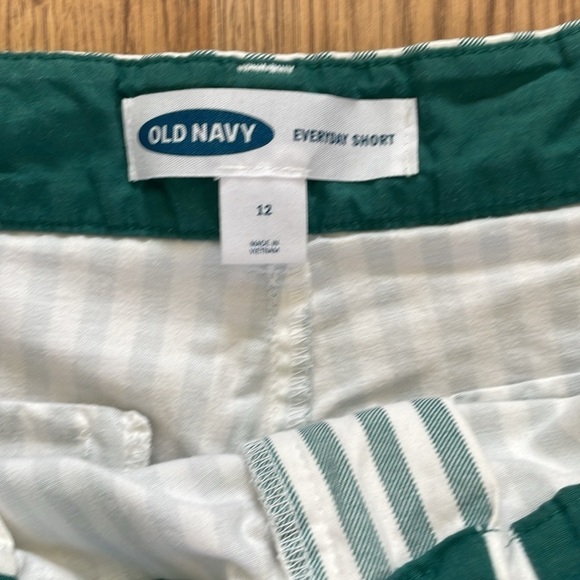 OLD NAVY
EVERYDAY SHORT
12
MADE IN
VIETNAM